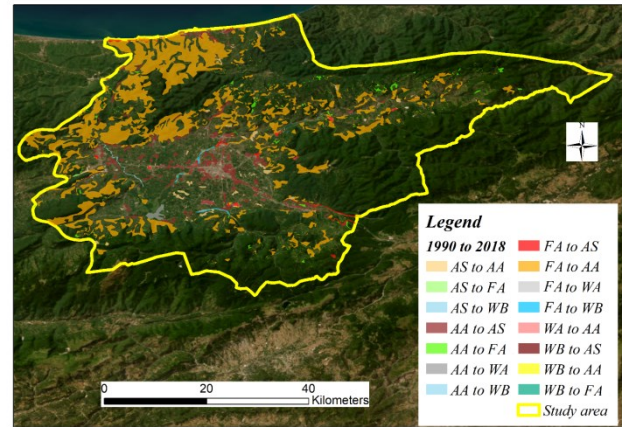 N
Legend
1990 to 2018
FA to AS
AS to AA
FA to AA
AS to FA
FA to WA
AS to WB
FA to WB
AA to AS
WA to AA
AA to FA
WB to AS
AA to WA
WB to AA
AA to WB
WB to FA
Study area
0 20 40
Kilometers